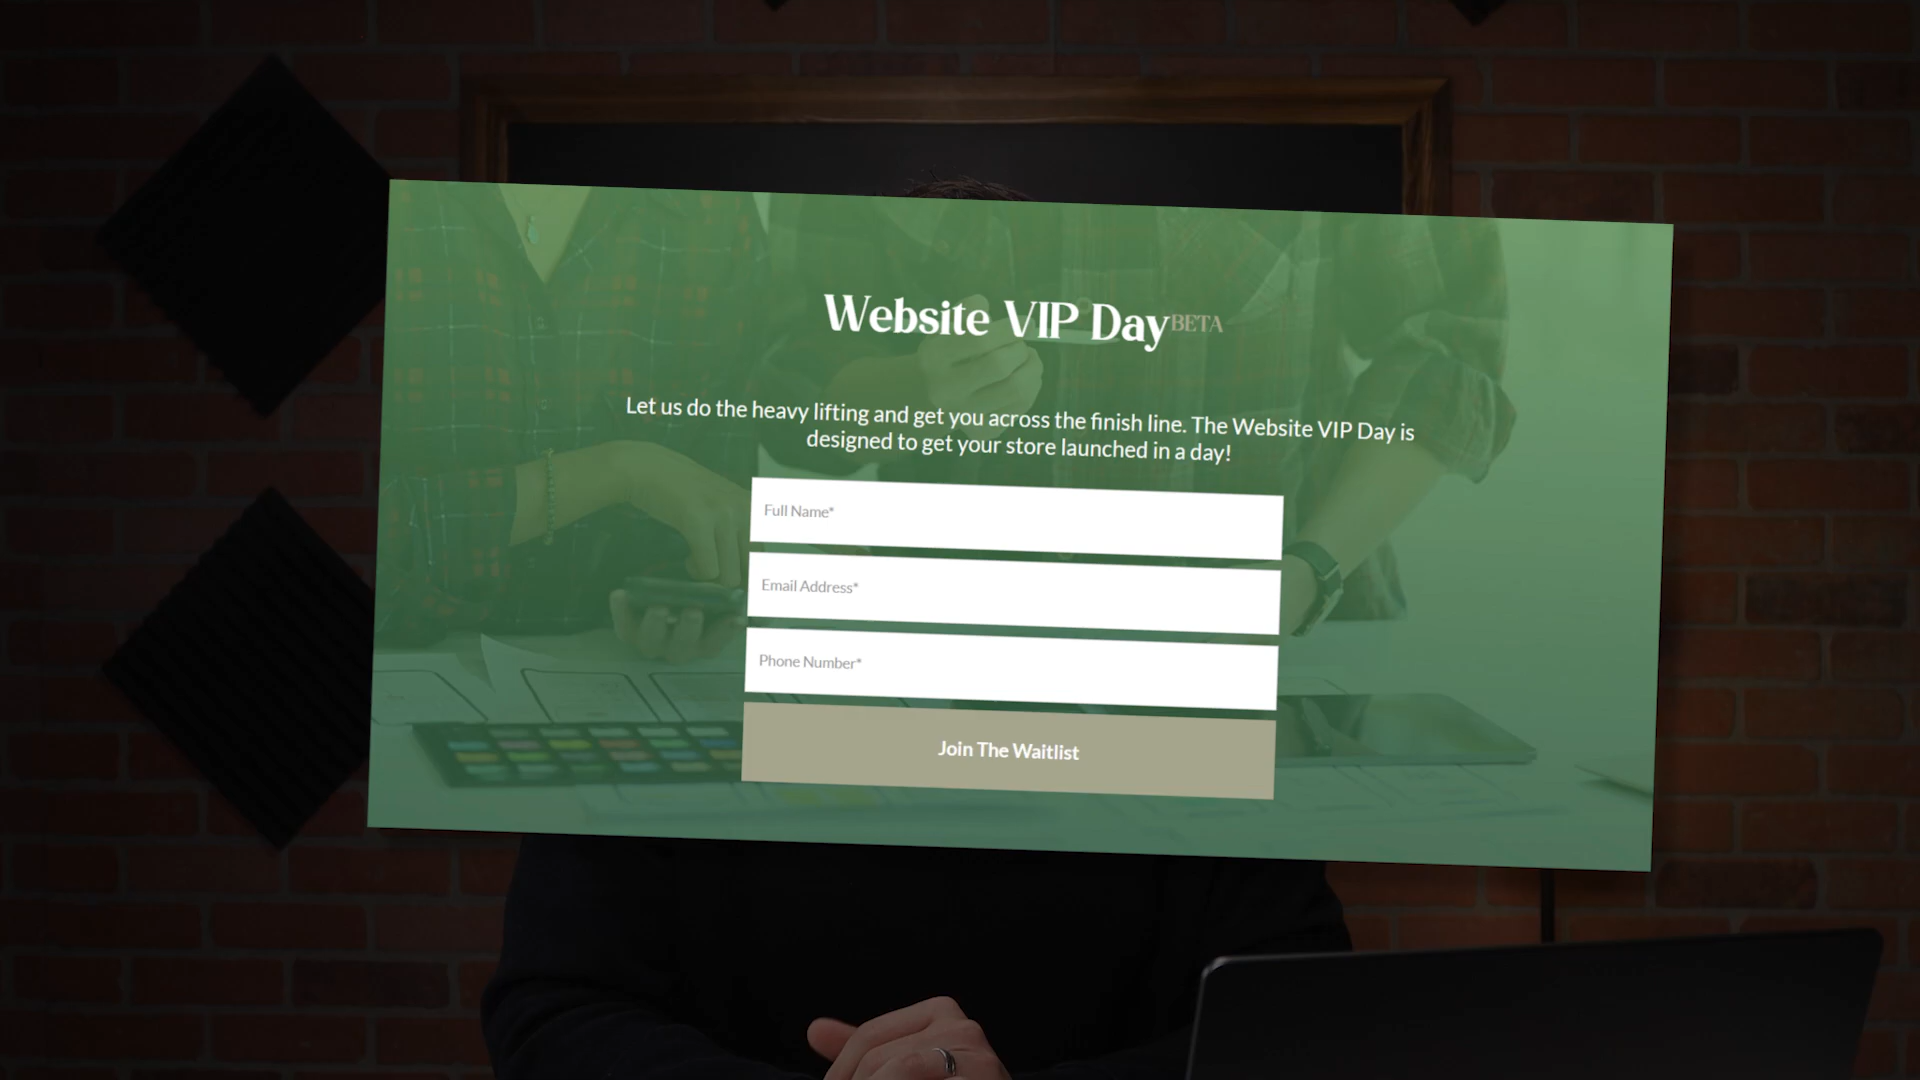 Website VIP DayBETA
Let us do the heavy lifting and get you across the finish line. The Website VIP Day is
designed to get your store launched in a day!
Full Name*
Email Address*
Phone Number*
Join The Waitlist